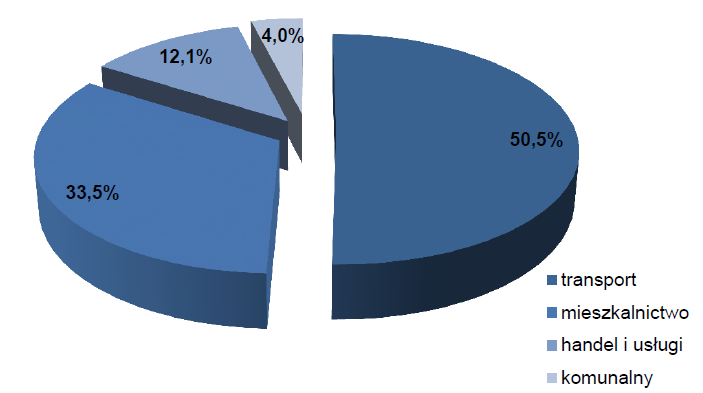 4,0%
12,1%
50,5%
33,5%
transport
mieszkalnictwo
handel i usługi
komunalny